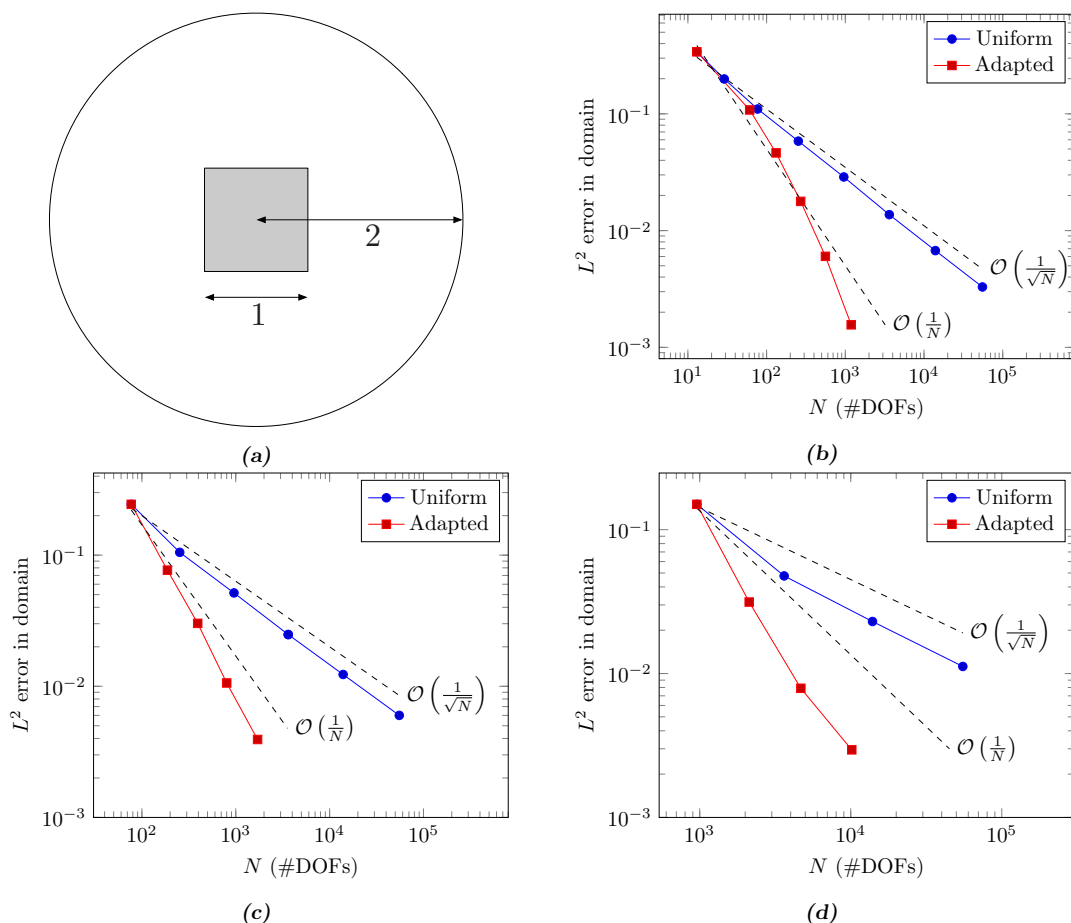 2
1
(a)
Uniform
Adapted
10^{-1}
10^{-2}
10^{-3}
L^2 error in domain
O(1/√N)
O(1/N)
10^1 10^2 10^3 10^4 10^5
N (#DOFs)
(b)
Uniform
Adapted
10^{-1}
10^{-2}
10^{-3}
L^2 error in domain
O(1/√N)
O(1/N)
10^2 10^3 10^4 10^5
N (#DOFs)
(c)
Uniform
Adapted
10^{-1}
10^{-2}
10^{-3}
L^2 error in domain
O(1/√N)
O(1/N)
10^3 10^4 10^5
N (#DOFs)
(d)